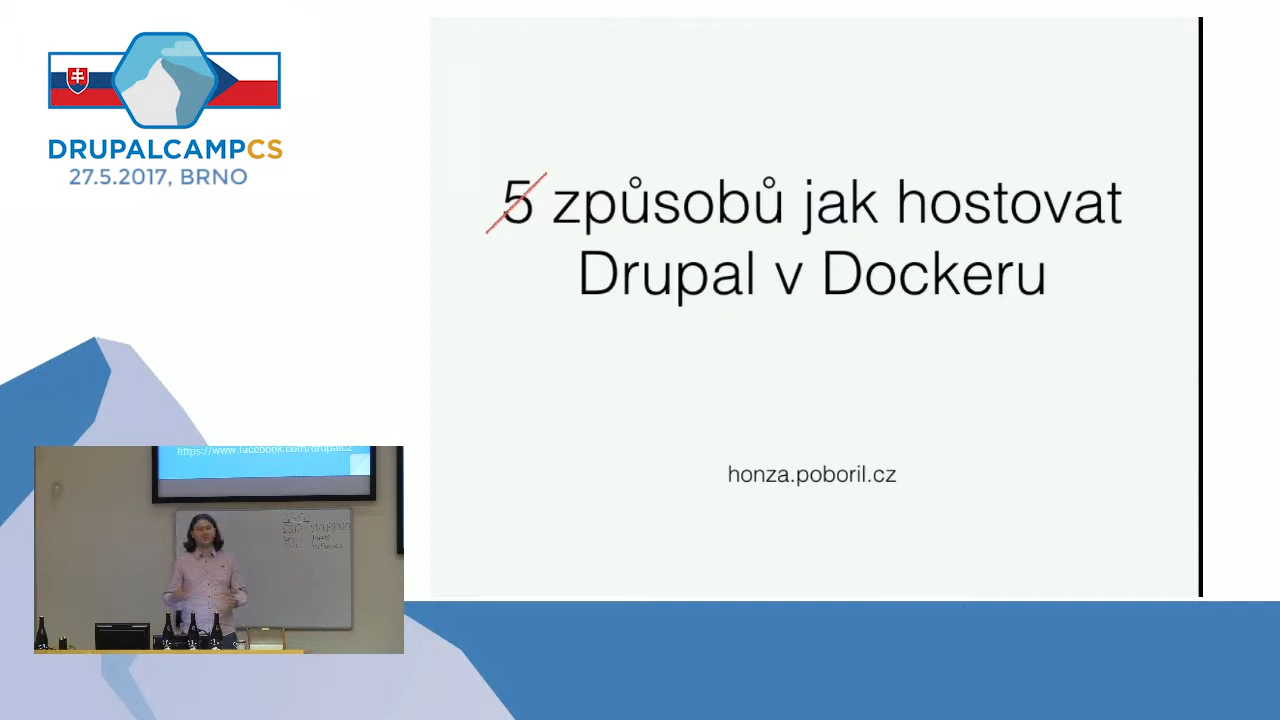 DRUPALCAMPCS
27.5.2017, BRNO
5 způsobů jak hostovat
Drupal v Dockeru
honza.poboril.cz
https://www.facebook.com/drupalcz